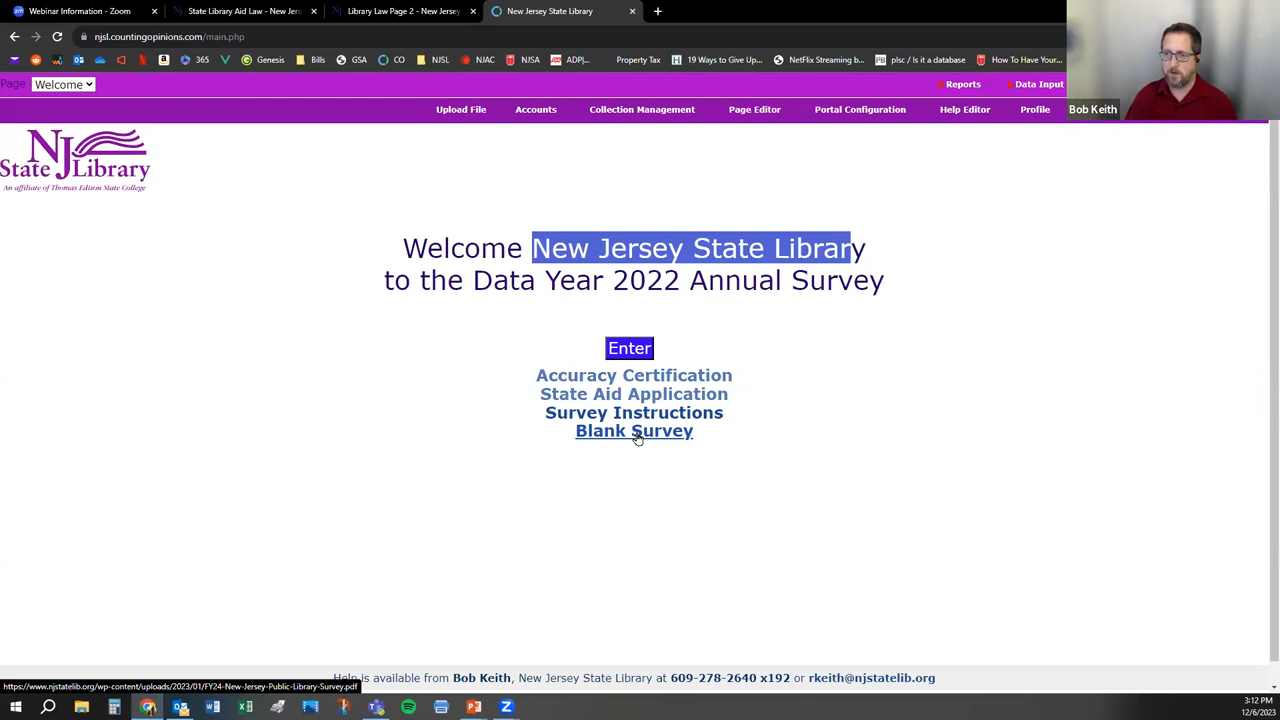 Webinar Information - Zoom
State Library Aid Law - New Jers
Library Law Page 2 - New Jersey
New Jersey State Library
njsl.countingopinions.com/main.php
365
Genesis
Bills
GSA
CO
NJSL
NJAC
NJSA
ADP|...
Property Tax
19 Ways to Give Up...
NetFlix Streaming b...
plsc / Is it a database
How To Have Your...
Page
Welcome
Reports
Data Input
Upload File
Accounts
Collection Management
Page Editor
Portal Configuration
Help Editor
Profile
Bob Keith
NJ
State Library
An affiliate of Thomas Edison State College
Welcome New Jersey State Library
to the Data Year 2022 Annual Survey
Enter
Accuracy Certification
State Aid Application
Survey Instructions
Blank Survey
Help is available from Bob Keith, New Jersey State Library at 609-278-2640 x192 or rkeith@njstatelib.org
https://www.njstatelib.org/wp-content/uploads/2023/01/FY24-New-Jersey-Public-Library-Survey.pdf
3:12 PM
12/6/2023